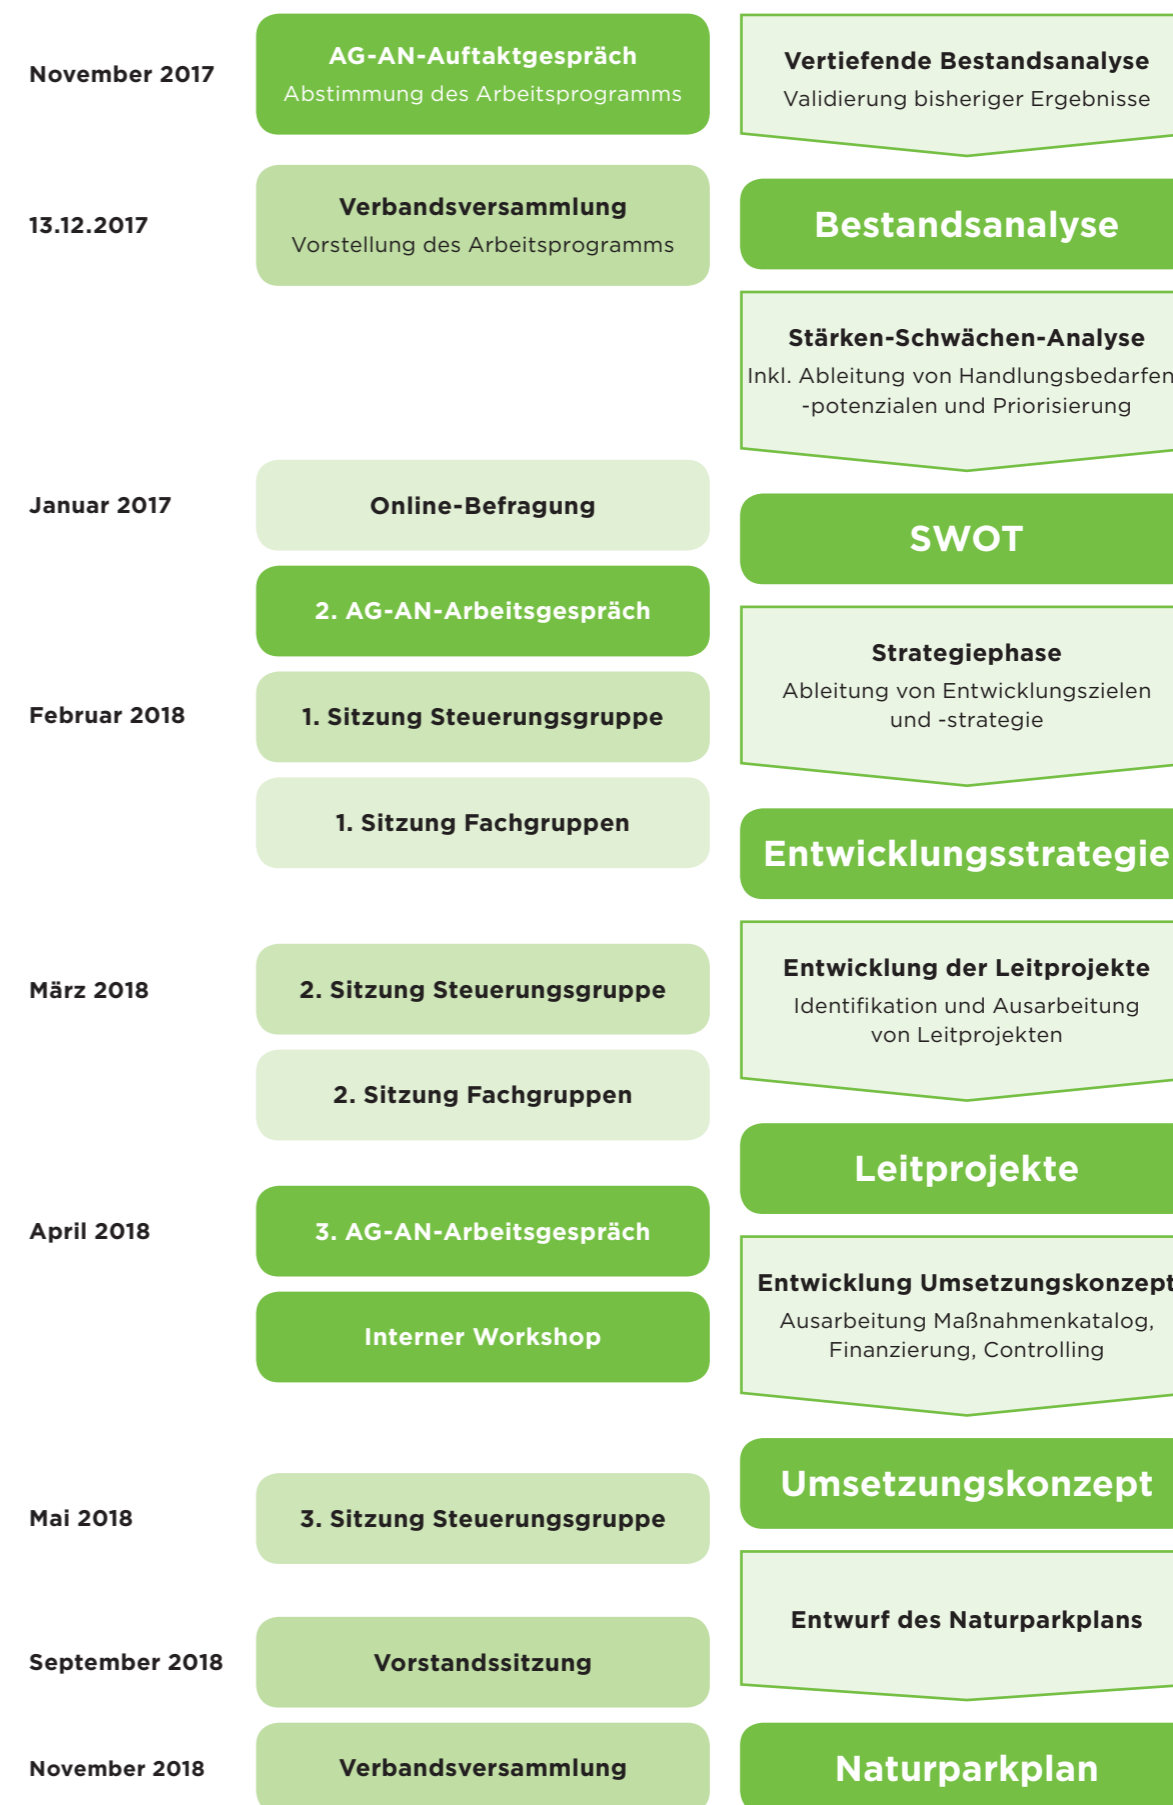 November 2017
AG-AN-Auftaktgespräch
Abstimmung des Arbeitsprogramms
Vertiefende Bestandsanalyse
Validierung bisheriger Ergebnisse
13.12.2017
Verbandsversammlung
Vorstellung des Arbeitsprogramms
Bestandsanalyse
Stärken-Schwächen-Analyse
Inkl. Ableitung von Handlungsbedarfen
-potenzialen und Priorisierung
Januar 2017
Online-Befragung
SWOT
2. AG-AN-Arbeitsgespräch
Strategiephase
Ableitung von Entwicklungszielen
und -strategie
Februar 2018
1. Sitzung Steuerungsgruppe
1. Sitzung Fachgruppen
Entwicklungsstrategie
März 2018
2. Sitzung Steuerungsgruppe
Entwicklung der Leitprojekte
Identifikation und Ausarbeitung
von Leitprojekten
2. Sitzung Fachgruppen
Leitprojekte
April 2018
3. AG-AN-Arbeitsgespräch
Entwicklung Umsetzungskonzept
Ausarbeitung Maßnahmenkatalog,
Finanzierung, Controlling
Interner Workshop
Umsetzungskonzept
Mai 2018
3. Sitzung Steuerungsgruppe
Entwurf des Naturparkplans
September 2018
Vorstandssitzung
November 2018
Verbandsversammlung
Naturparkplan